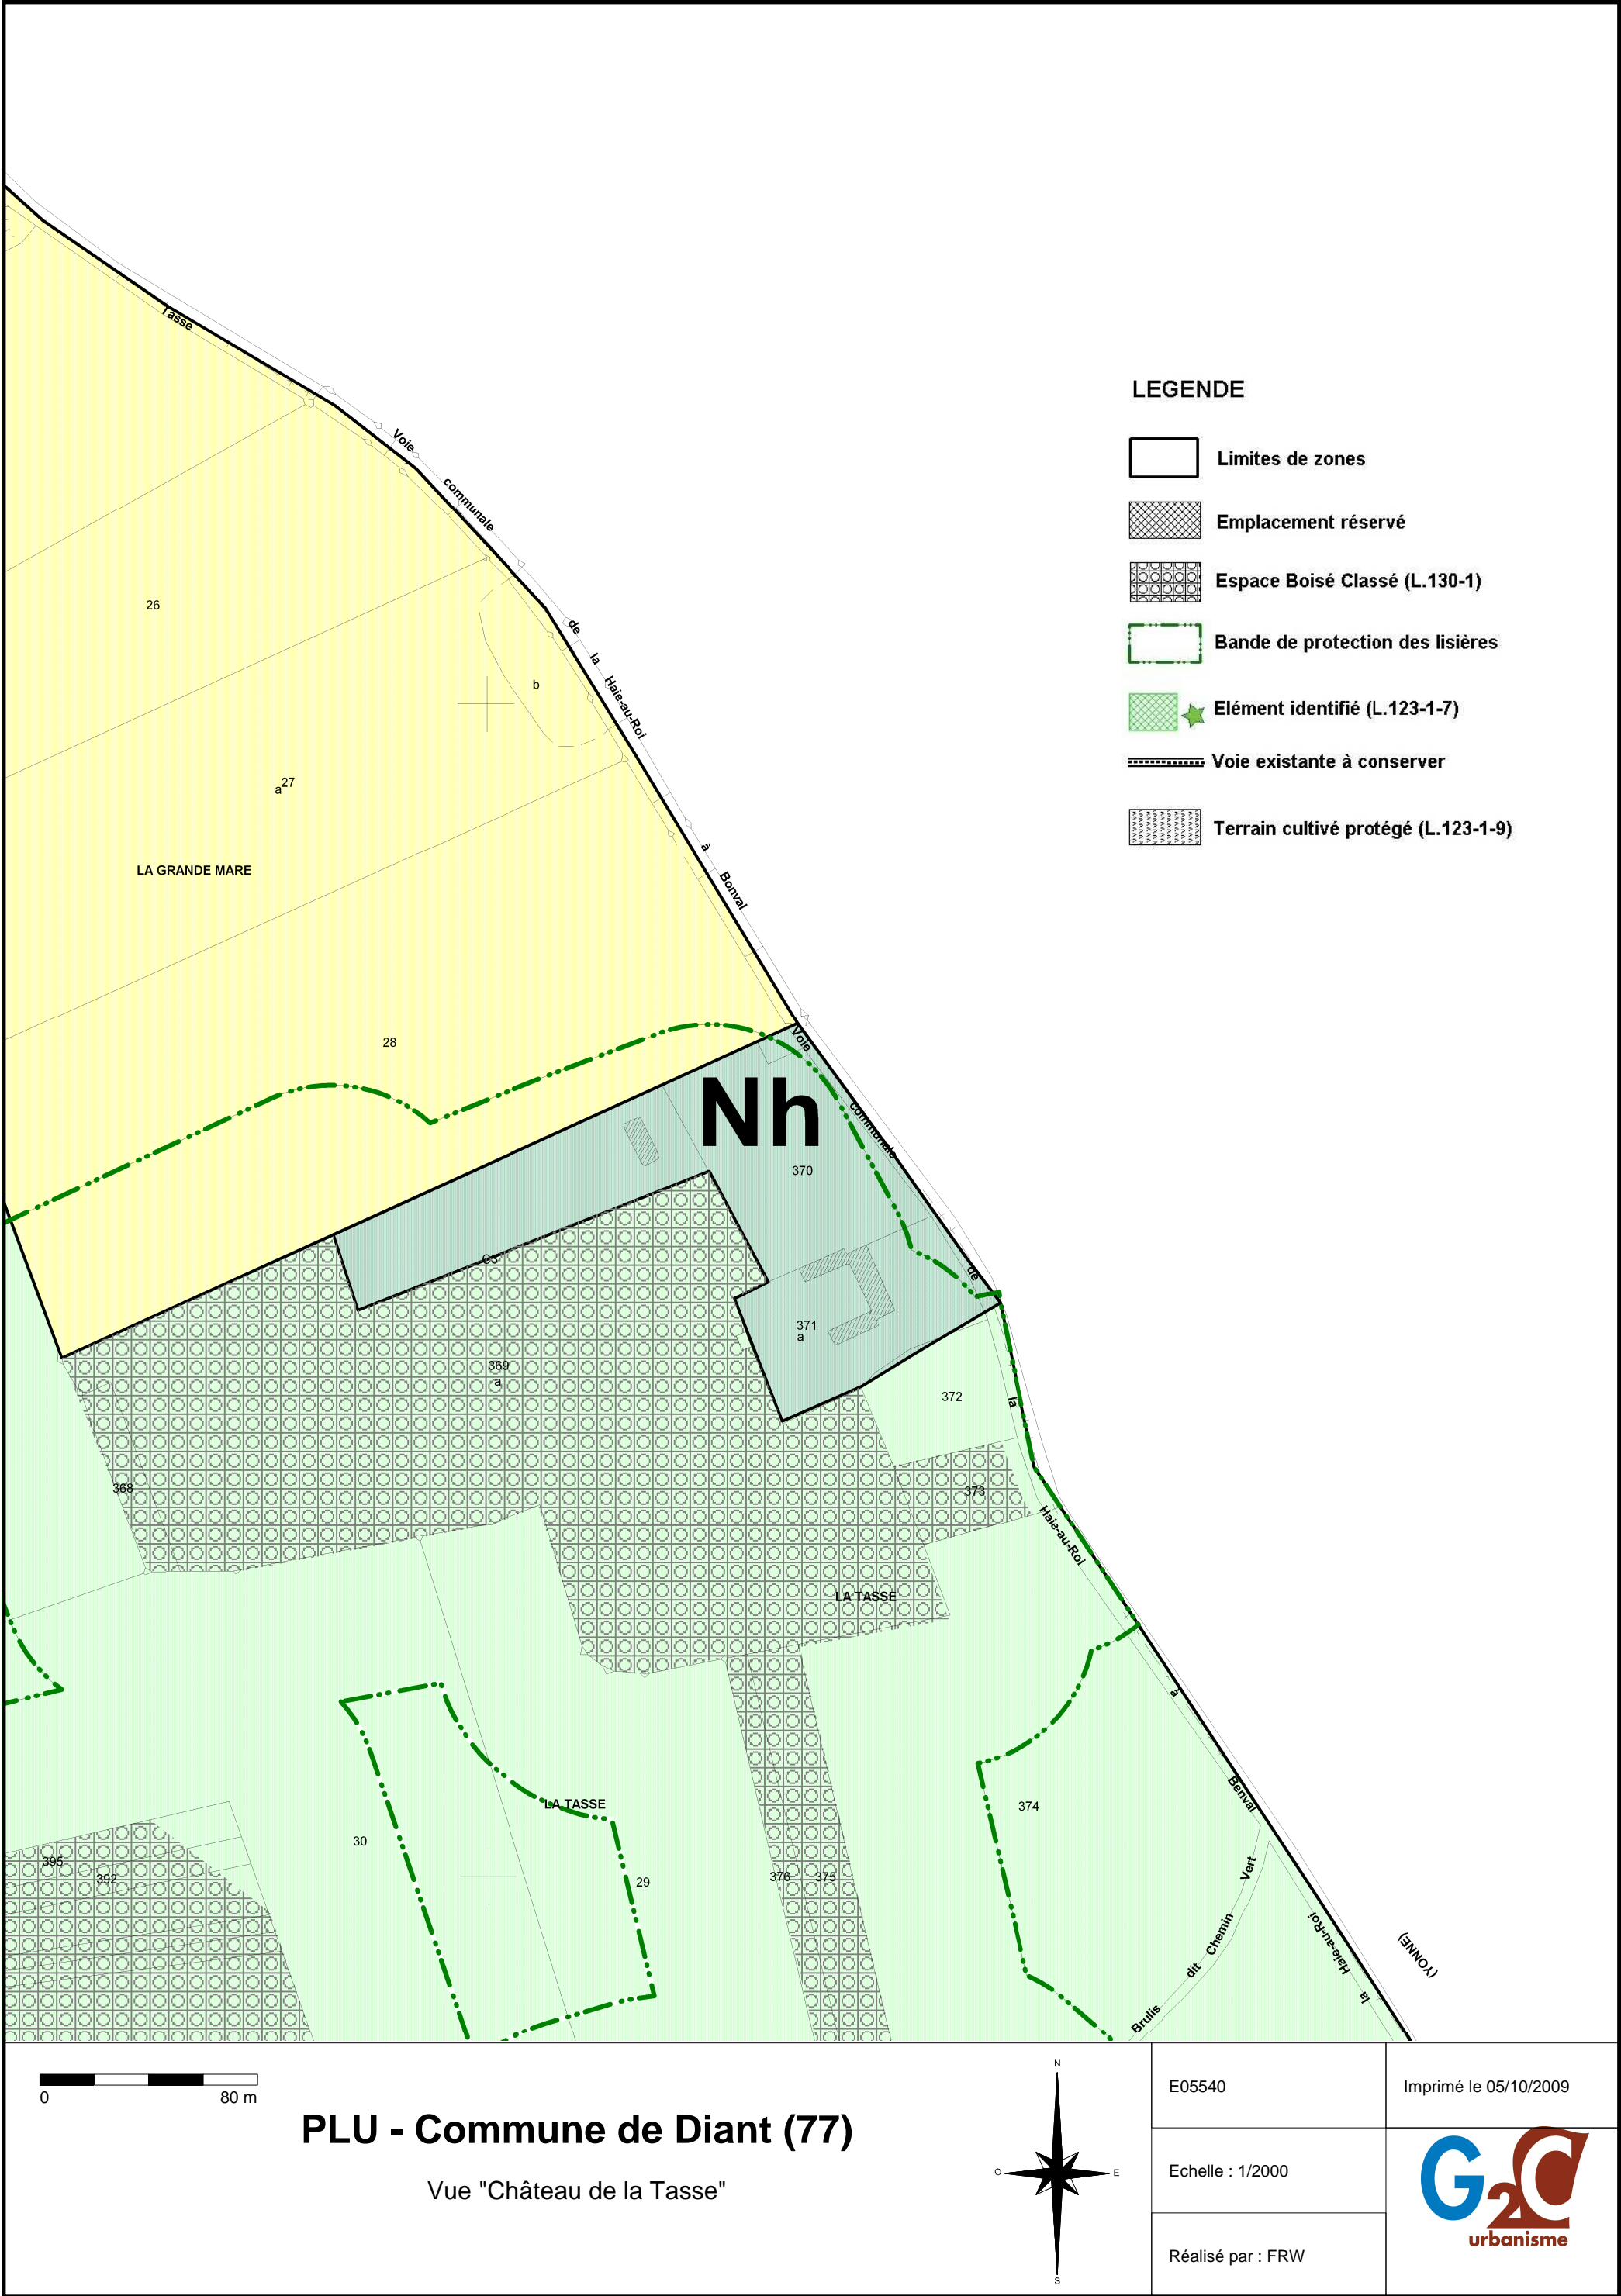 LEGENDE
Limites de zones
Emplacement réservé
Espace Boisé Classé (L.130-1)
Bande de protection des lisières
Elément identifié (L.123-1-7)
Voie existante à conserver
Terrain cultivé protégé (L.123-1-9)
Tasse
Voie
communale
de
la
Haie-au-Roi
à
Bonval
26
b
27
a
LA GRANDE MARE
28
Nh
Voie
communale
370
de
371
a
369
a
372
la
368
373
Haie-au-Roi
LA TASSE
à
LA TASSE
374
Benval
30
29
395
392
376
375
Vert
Chemin
dit
Brulis
Haie-au-Roi
la
(YONNE)
0
80 m
PLU - Commune de Diant (77)
Vue "Château de la Tasse"
N
O
E
S
E05540
Imprimé le 05/10/2009
Echelle : 1/2000
Réalisé par : FRW
G2C
urbanisme